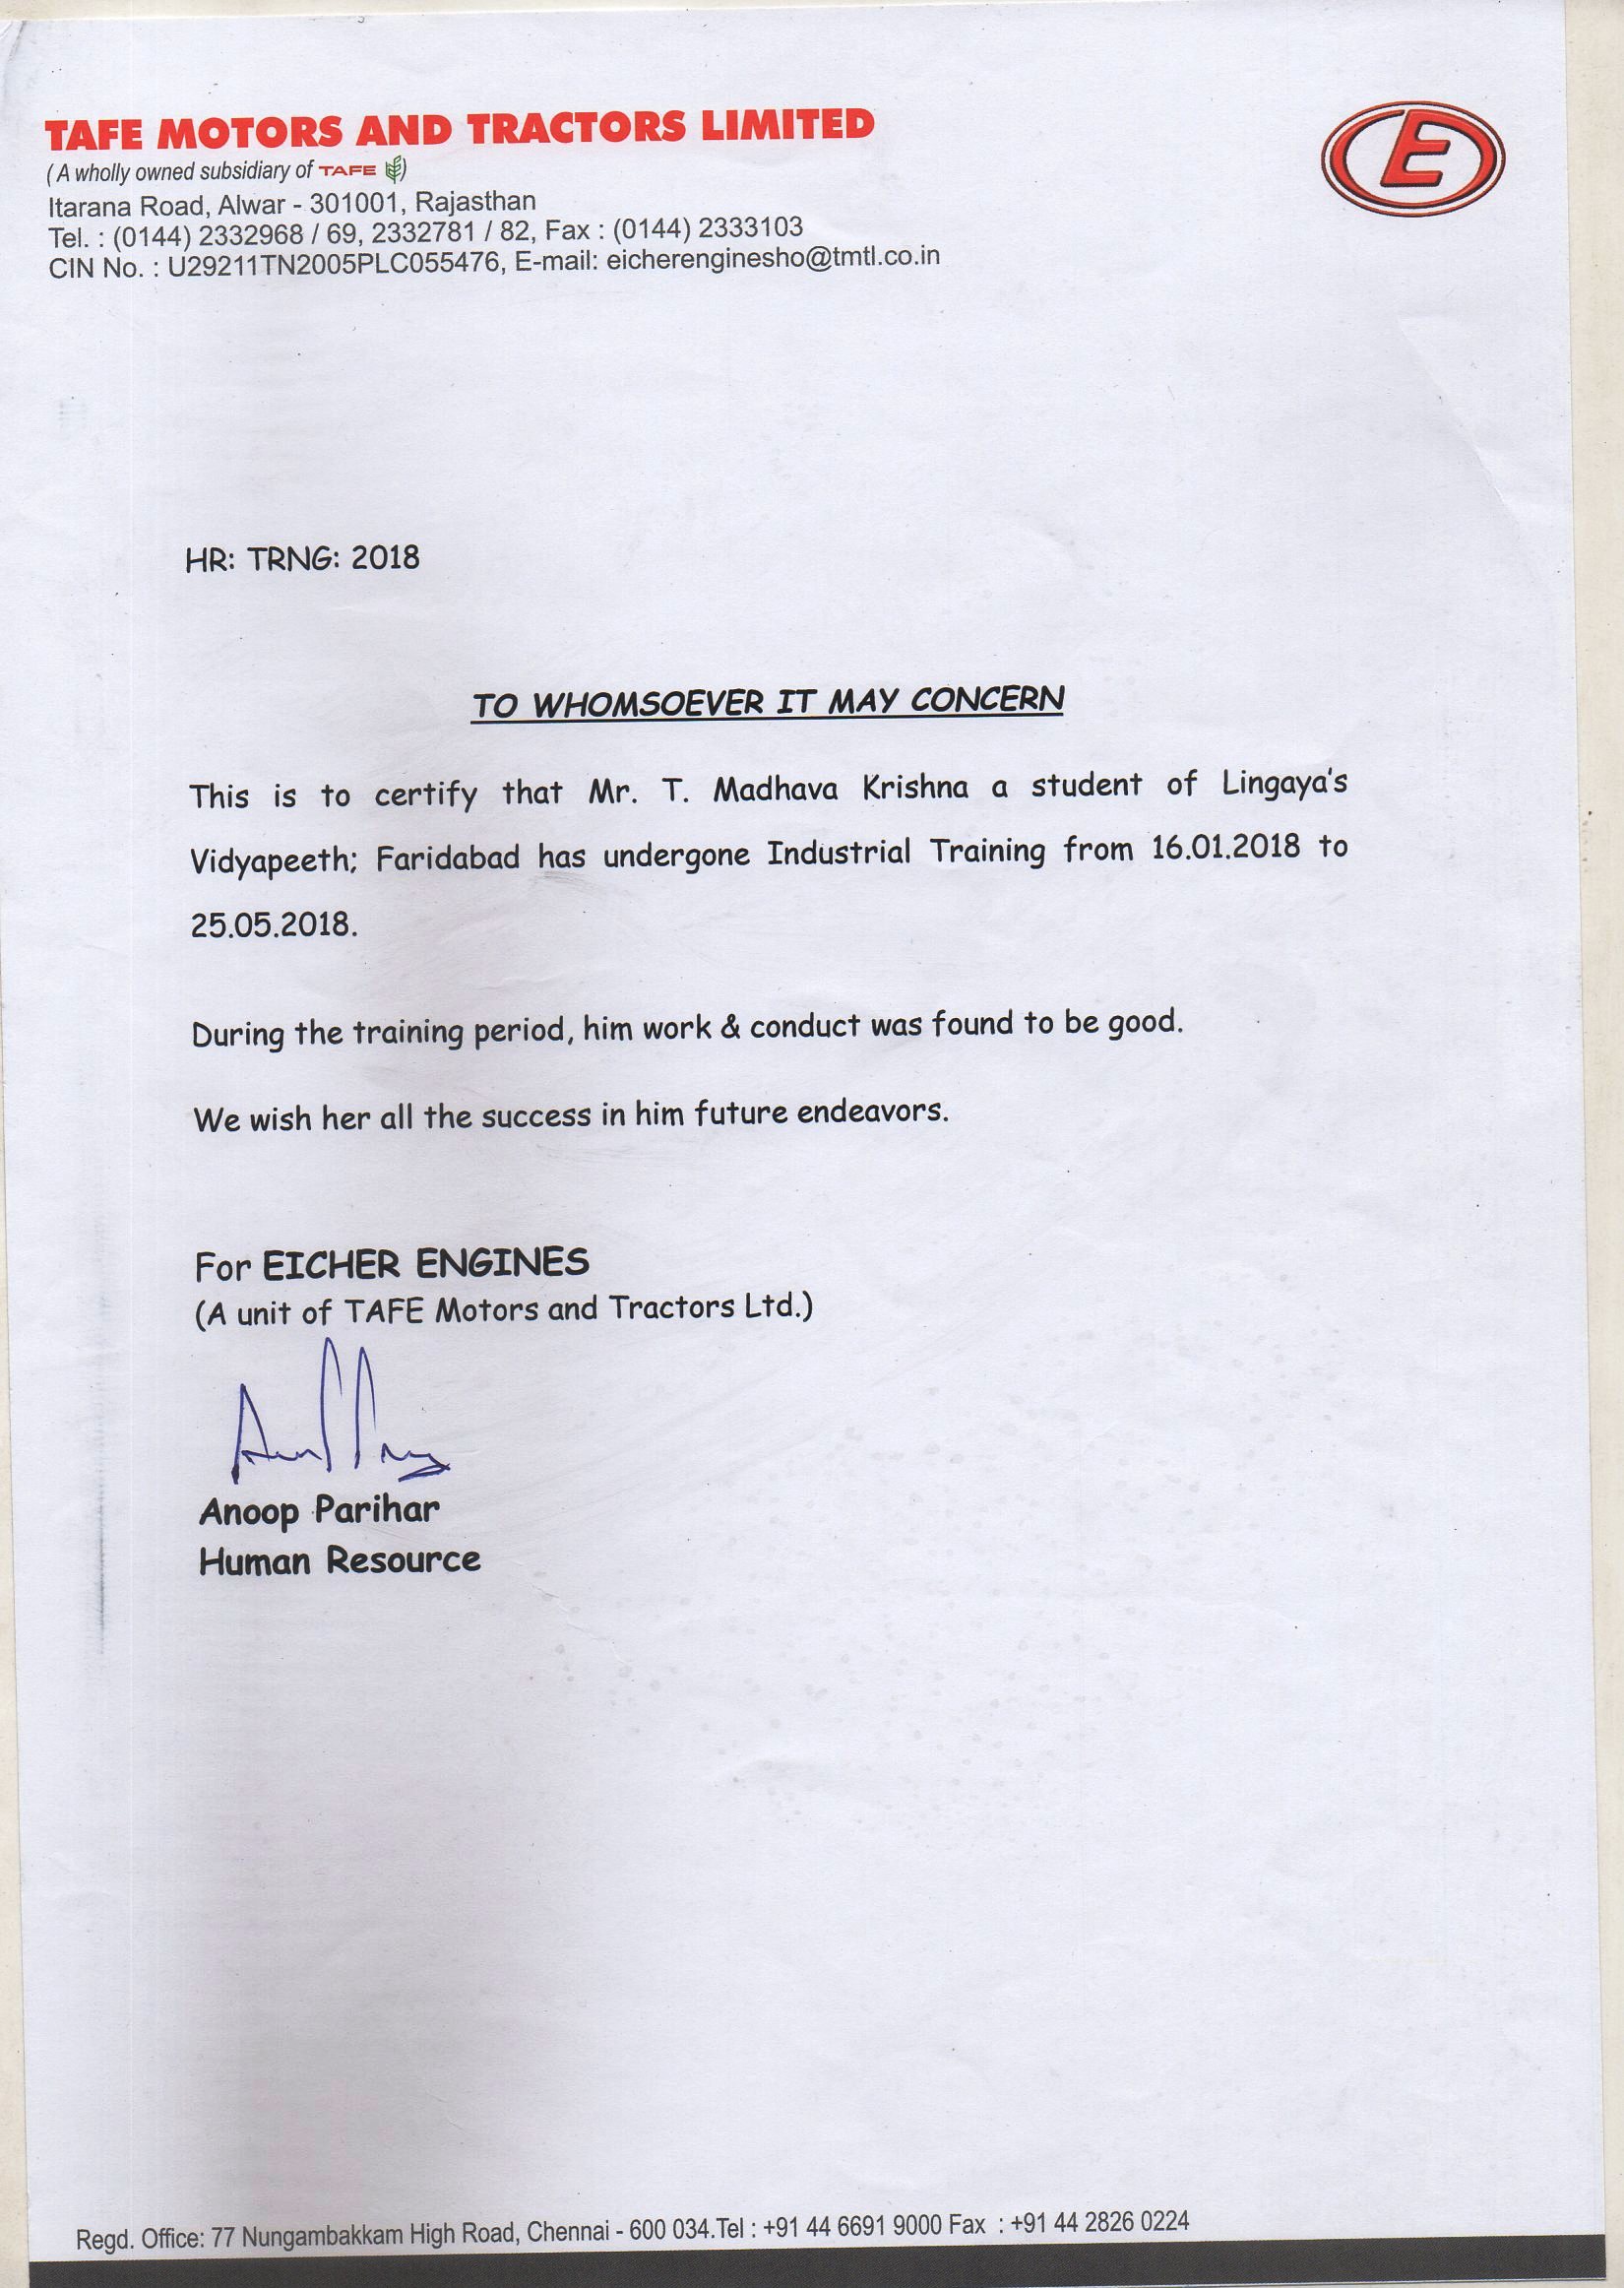 TAFE MOTORS AND TRACTORS LIMITED
( A wholly owned subsidiary of TAFE )
Itarana Road, Alwar - 301001, Rajasthan
Tel. : (0144) 2332968 / 69, 2332781 / 82, Fax : (0144) 2333103
CIN No. : U29211TN2005PLC055476, E-mail: eicherenginesho@tmtl.co.in
E
HR: TRNG: 2018
TO WHOMSOEVER IT MAY CONCERN
This is to certify that Mr. T. Madhava Krishna a student of Lingaya's
Vidyapeeth; Faridabad has undergone Industrial Training from 16.01.2018 to
25.05.2018.
During the training period, him work & conduct was found to be good.
We wish her all the success in him future endeavors.
For EICHER ENGINES
(A unit of TAFE Motors and Tractors Ltd.)
Anoop Parihar
Human Resource
Regd. Office: 77 Nungambakkam High Road, Chennai - 600 034.Tel : +91 44 6691 9000 Fax : +91 44 2826 0224